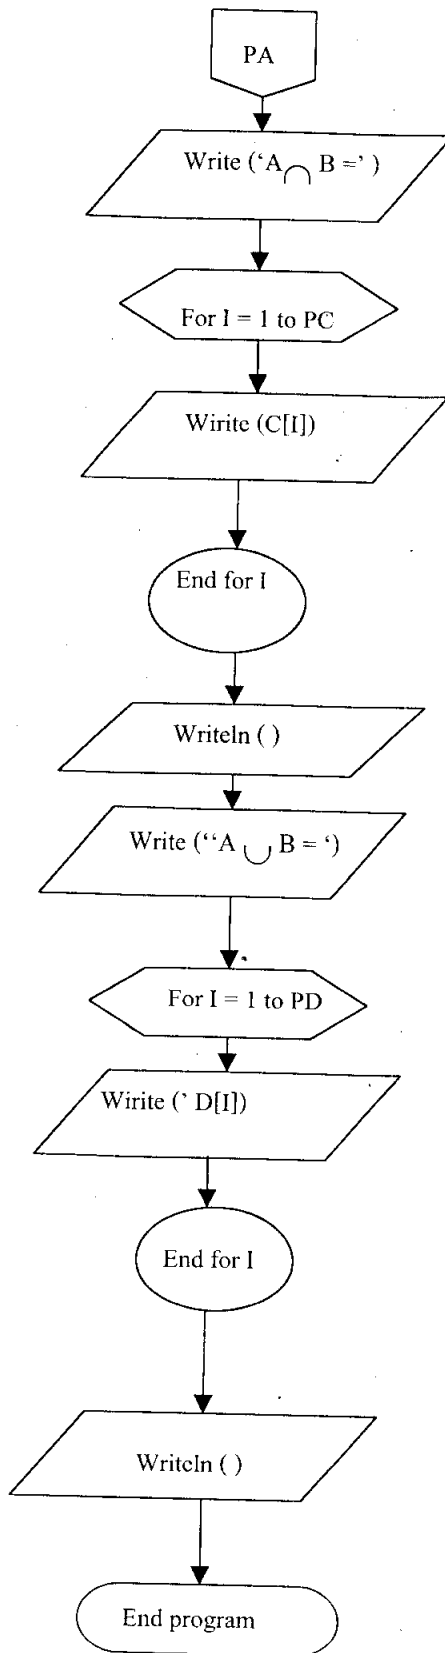 PA
Write (‘A ∩ B =’ )
For I = 1 to PC
Wirite (C[I])
End for I
Writeln ( )
Write (‘‘A ∪ B = ‘)
For I = 1 to PD
Wirite (’ D[I])
End for I
Writeln ( )
End program